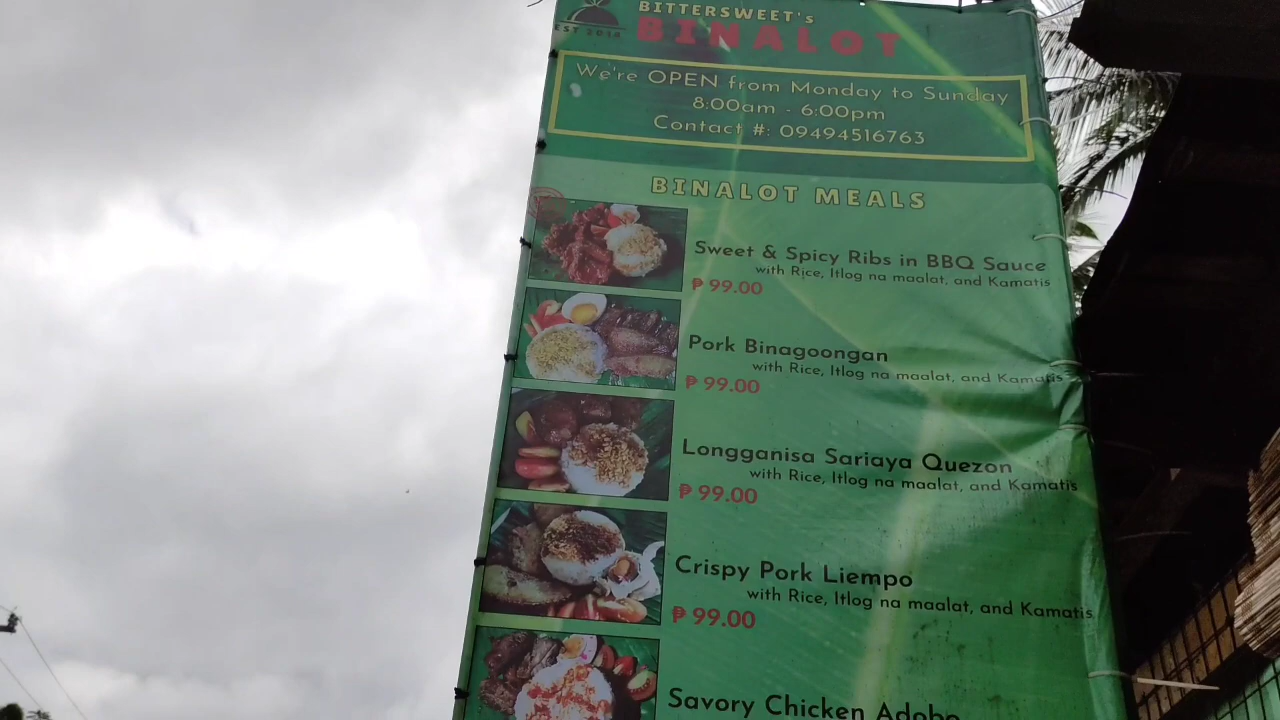 BITTERSWEET's
EST 2014
BINALOT
We're OPEN from Monday to Sunday
8:00am - 6:00pm
Contact #: 09494516763
BINALOT MEALS
Sweet & Spicy Ribs in BBQ Sauce
with Rice, Itlog na maalat, and Kamatis
₱ 99.00
Pork Binagoongan
with Rice, Itlog na maalat, and Kamatis
₱ 99.00
Longganisa Sariaya Quezon
with Rice, Itlog na maalat, and Kamatis
₱ 99.00
Crispy Pork Liempo
with Rice, Itlog na maalat, and Kamatis
₱ 99.00
Savory Chicken Adobo